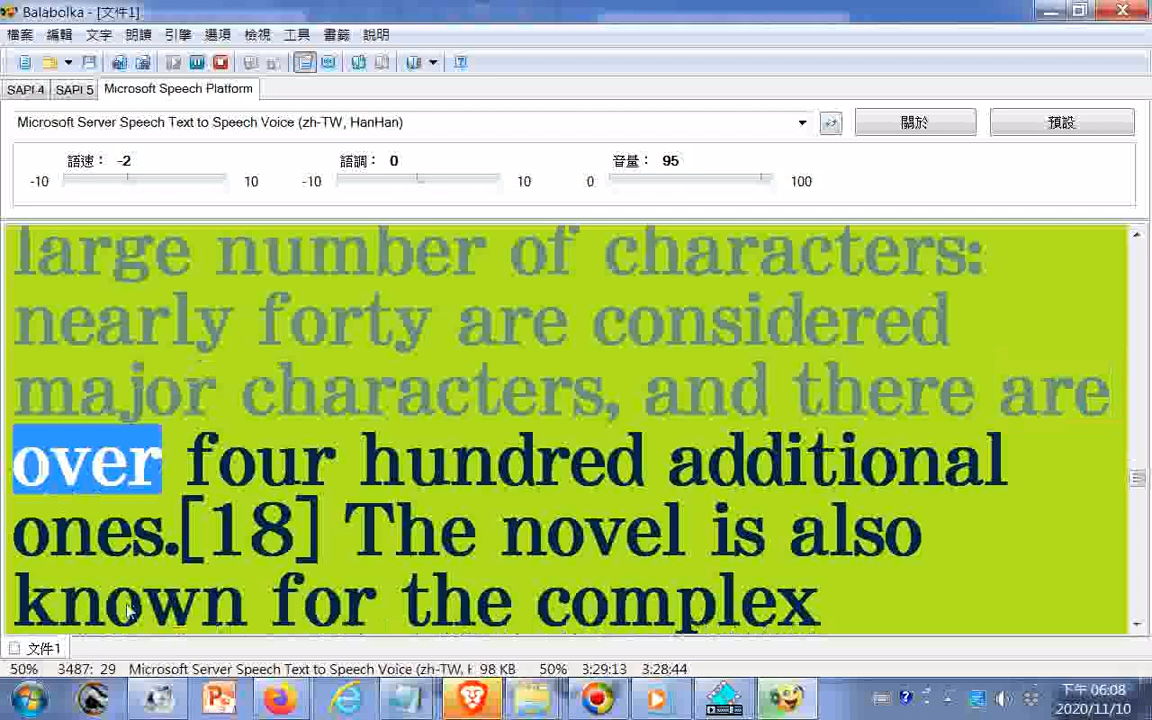 Balabolka - [文件1]
檔案 編輯 文字 朗讀 引擎 選項 檢視 工具 書籤 說明
SAPI 4 SAPI 5 Microsoft Speech Platform
Microsoft Server Speech Text to Speech Voice (zh-TW, HanHan) 關於 預設
語速： -2 語調： 0 音量： 95
-10 10 -10 10 0 100
large number of characters:
nearly forty are considered
major characters, and there are
over four hundred additional
ones.[18] The novel is also
known for the complex
文件1
50% 3487: 29 Microsoft Server Speech Text to Speech Voice (zh-TW, 98 KB 50% 3:29:13 3:28:44
下午 06:08
2020/11/10